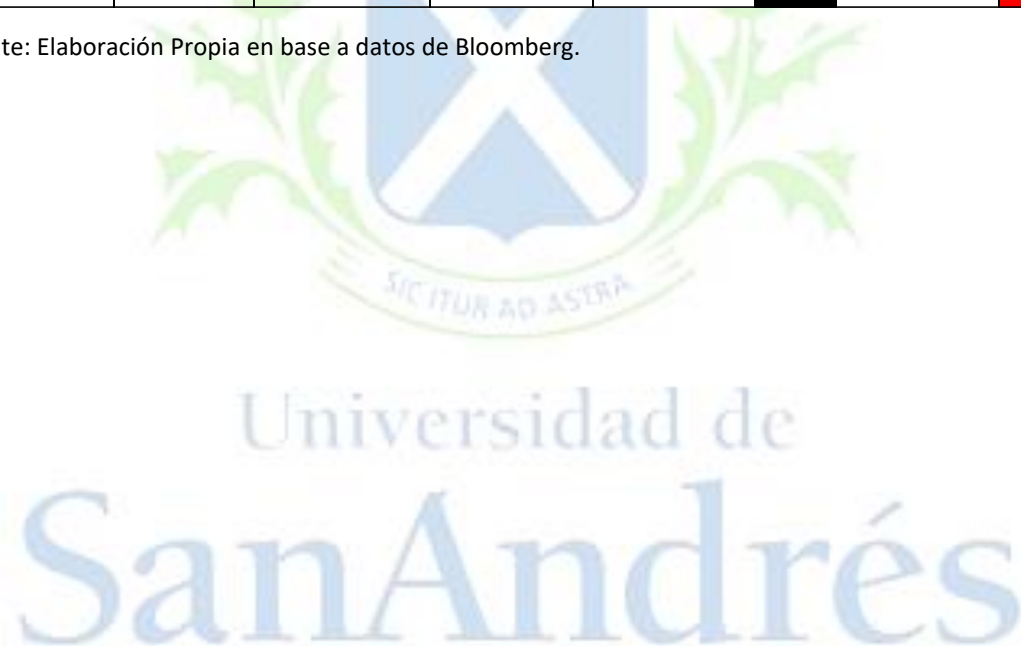 te: Elaboración Propia en base a datos de Bloomberg.
SIC ITUR AD ASTRA
Universidad de
SanAndrés